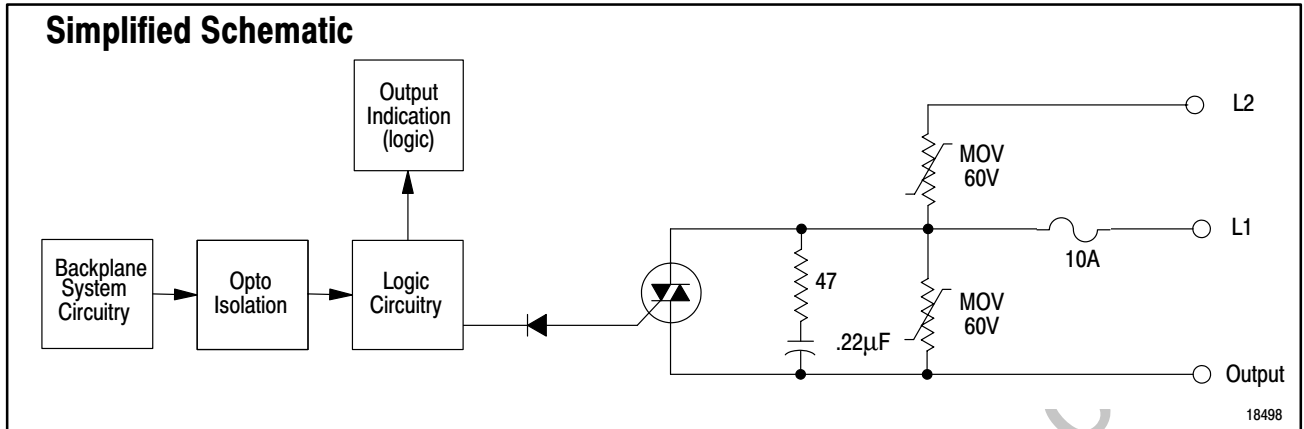 Simplified Schematic
Output
Indication
(logic)
L2
MOV
60V
L1
10A
Backplane
System
Circuitry
Opto
Isolation
Logic
Circuitry
47
MOV
60V
.22µF
Output
18498